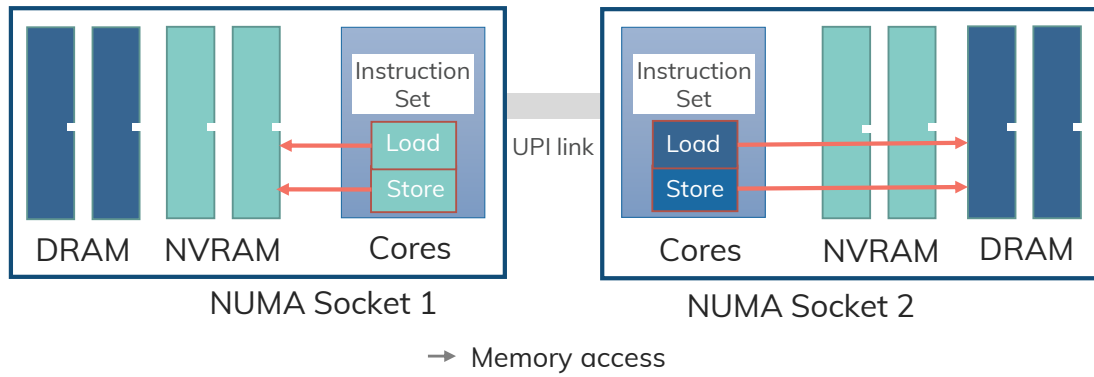 Instruction
Set
Load
Store
DRAM
NVRAM
Cores
NUMA Socket 1
UPI link
Instruction
Set
Load
Store
Cores
NVRAM
DRAM
NUMA Socket 2
Memory access